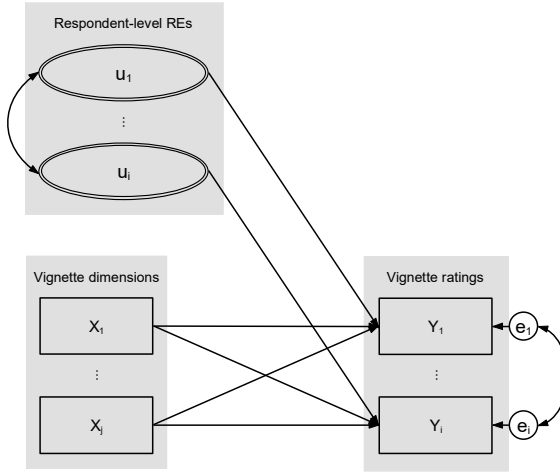 Respondent-level REs
u₁
⋮
uᵢ
Vignette dimensions
X₁
⋮
Xⱼ
Vignette ratings
Y₁
⋮
Yᵢ
e₁
eᵢ